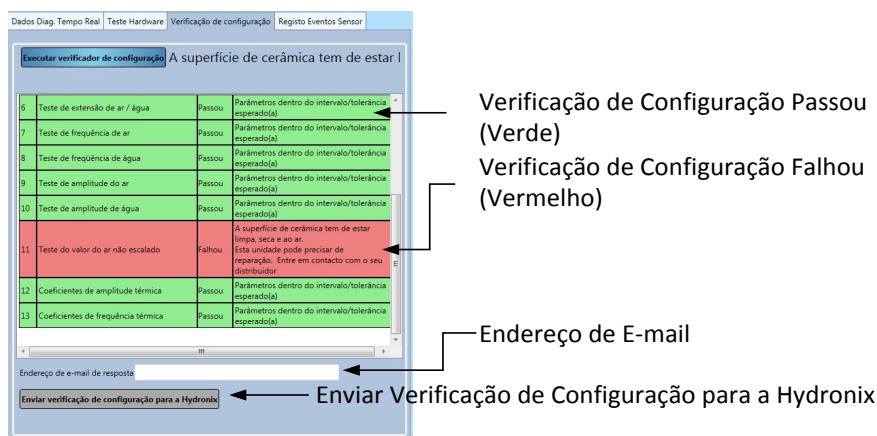 Dados Diag. Tempo Real Teste Hardware Verificação de configuração Registo Eventos Sensor
Executar verificador de configuração A superfície de cerâmica tem de estar l
6 Teste de extensão de ar / água Passou Parâmetros dentro do intervalo/tolerância
esperado(a)
7 Teste de frequência de ar Passou Parâmetros dentro do intervalo/tolerância
esperado(a)
8 Teste de freqüência de água Passou Parâmetros dentro do intervalo/tolerância
esperado(a)
9 Teste de amplitude do ar Passou Parâmetros dentro do intervalo/tolerância
esperado(a)
10 Teste de amplitude de água Passou Parâmetros dentro do intervalo/tolerância
esperado(a)
11 Teste do valor do ar não escalado Falhou A superfície de cerâmica tem de estar
limpa, seca e ao ar.
Esta unidade pode precisar de
reparação. Entre em contacto com o seu
distribuidor
12 Coeficientes de amplitude térmica Passou Parâmetros dentro do intervalo/tolerância
esperado(a)
13 Coeficientes de frequência térmica Passou Parâmetros dentro do intervalo/tolerância
esperado(a)
Endereço de e-mail de resposta
Enviar verificação de configuração para a Hydronix
Verificação de Configuração Passou
(Verde)
Verificação de Configuração Falhou
(Vermelho)
Endereço de E-mail
Enviar Verificação de Configuração para a Hydronix